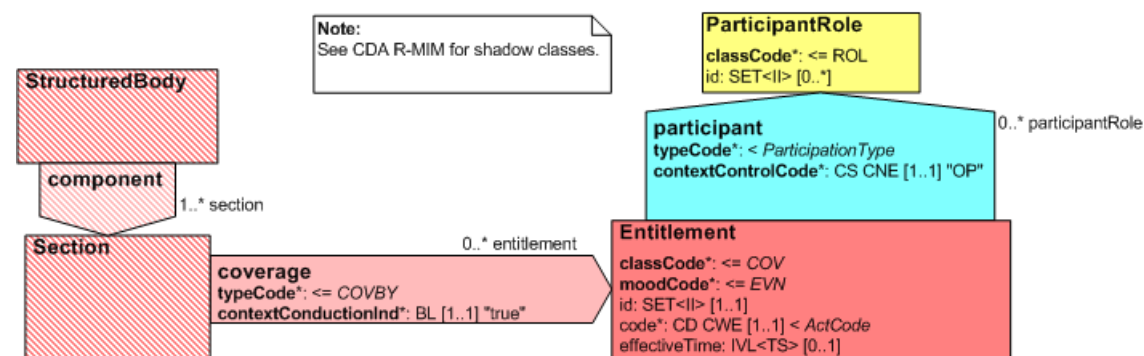 Note:
See CDA R-MIM for shadow classes.
ParticipantRole
classCode*: <= ROL
id: SET<II> [0..*]
StructuredBody
component
1..* section
participant
typeCode*: < ParticipationType
contextControlCode*: CS CNE [1..1] "OP"
0..* participantRole
Section
0..* entitlement
coverage
typeCode*: <= COVBY
contextConductionInd*: BL [1..1] "true"
Entitlement
classCode*: <= COV
moodCode*: <= EVN
id: SET<II> [1..1]
code*: CD CWE [1..1] < ActCode
effectiveTime: IVL<TS> [0..1]